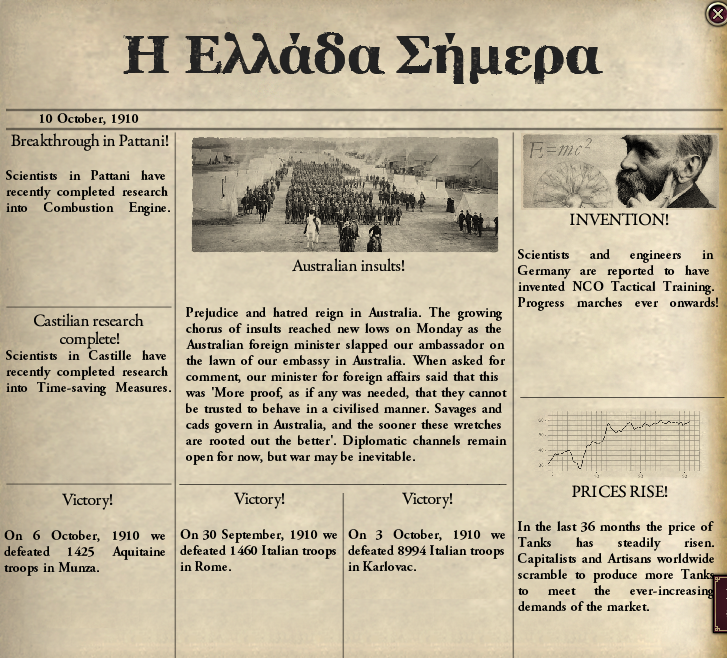 Η Ελλάδα Σήμερα
10 October, 1910
Breakthrough in Pattani!
Scientists in Pattani have
recently completed research
into Combustion Engine.
Castilian research
complete!
Scientists in Castille have
recently completed research
into Time-saving Measures.
Victory!
On 6 October, 1910 we
defeated 1425 Aquitaine
troops in Munza.
Australian insults!
Prejudice and hatred reign in Australia. The growing
chorus of insults reached new lows on Monday as the
Australian foreign minister slapped our ambassador on
the lawn of our embassy in Australia. When asked for
comment, our minister for foreign affairs said that this
was 'More proof, as if any was needed, that they cannot
be trusted to behave in a civilised manner. Savages and
cads govern in Australia, and the sooner these wretches
are rooted out the better'. Diplomatic channels remain
open for now, but war may be inevitable.
Victory!
On 30 September, 1910 we
defeated 1460 Italian troops
in Rome.
Victory!
On 3 October, 1910 we
defeated 8994 Italian troops
in Karlovac.
E=mc²
INVENTION!
Scientists and engineers in
Germany are reported to have
invented NCO Tactical Training.
Progress marches ever onwards!
PRICES RISE!
In the last 36 months the price of
Tanks has steadily risen.
Capitalists and Artisans worldwide
scramble to produce more Tanks
to meet the ever-increasing
demands of the market.